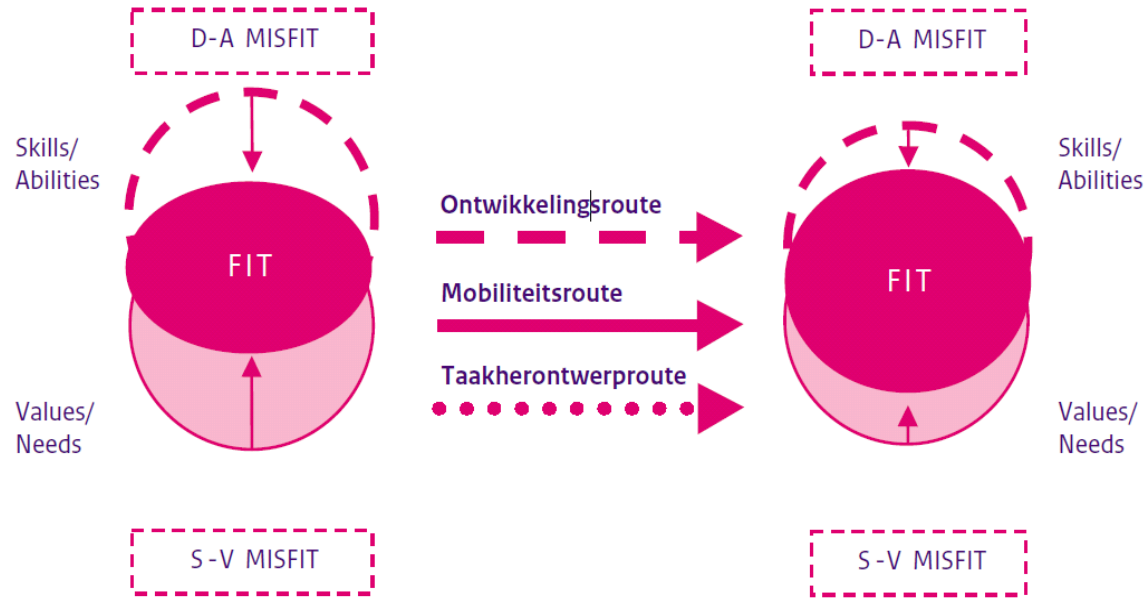 D-A MISFIT
Skills/
Abilities
FIT
Values/
Needs
S-V MISFIT
Ontwikkelingsroute
Mobiliteitsroute
Taakherontwerproute
D-A MISFIT
Skills/
Abilities
FIT
Values/
Needs
S-V MISFIT